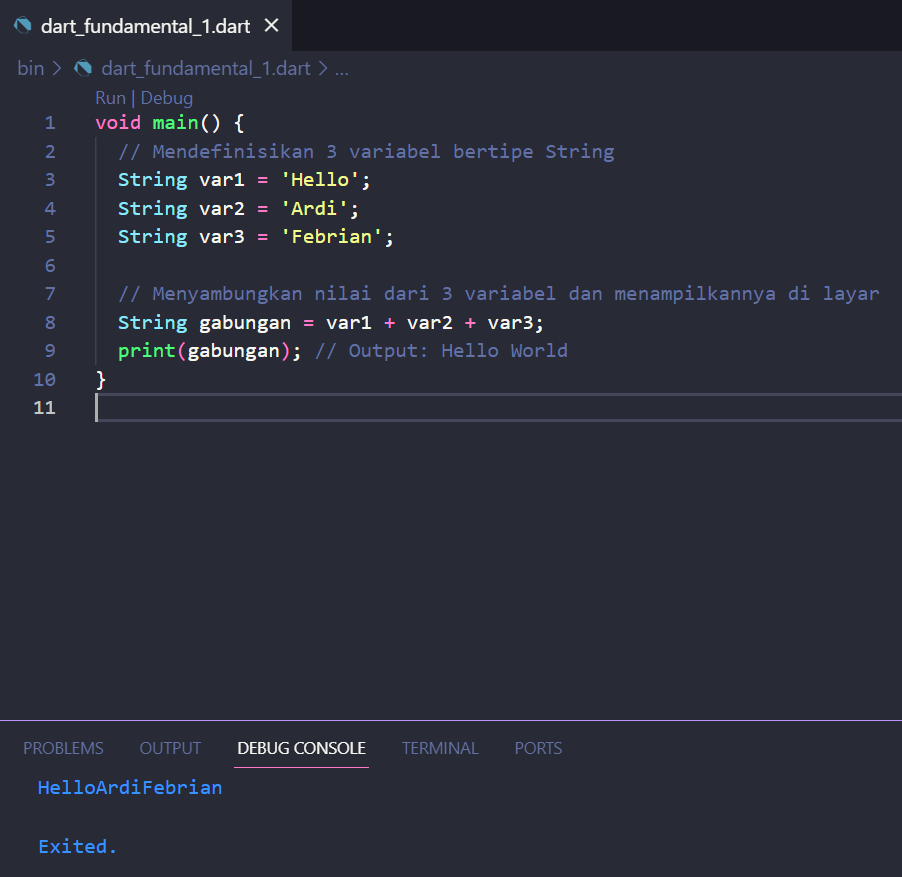 dart_fundamental_1.dart ×
bin > dart_fundamental_1.dart > ...
Run | Debug
1 void main() {
2   // Mendefinisikan 3 variabel bertipe String
3   String var1 = 'Hello';
4   String var2 = 'Ardi';
5   String var3 = 'Febrian';
6
7   // Menyambungkan nilai dari 3 variabel dan menampilkannya di layar
8   String gabungan = var1 + var2 + var3;
9   print(gabungan); // Output: Hello World
10 }
11
PROBLEMS OUTPUT DEBUG CONSOLE TERMINAL PORTS
HelloArdiFebrian
Exited.